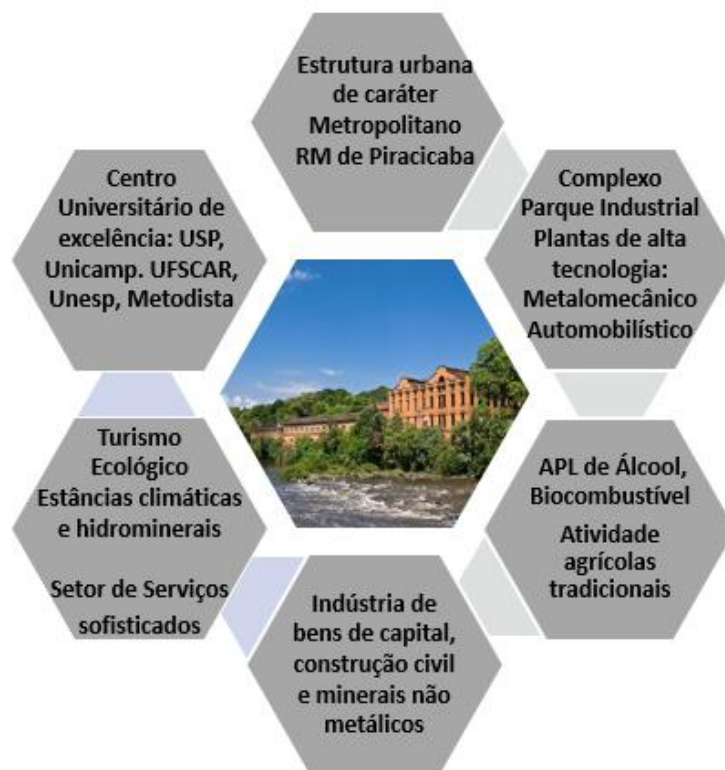 Estrutura urbana
de caráter
Metropolitano
RM de Piracicaba
Complexo
Parque Industrial
Plantas de alta
tecnologia:
Metalomecânico
Automobilístico
APL de Álcool,
Biocombustível
Atividade
agrícolas
tradicionais
Indústria de
bens de capital,
construção civil
e minerais não
metálicos
Turismo
Ecológico
Estâncias climáticas
e hidrominerais
Setor de Serviços
sofisticados
Centro
Universitário de
excelência: USP,
Unicamp. UFSCAR,
Unesp, Metodista